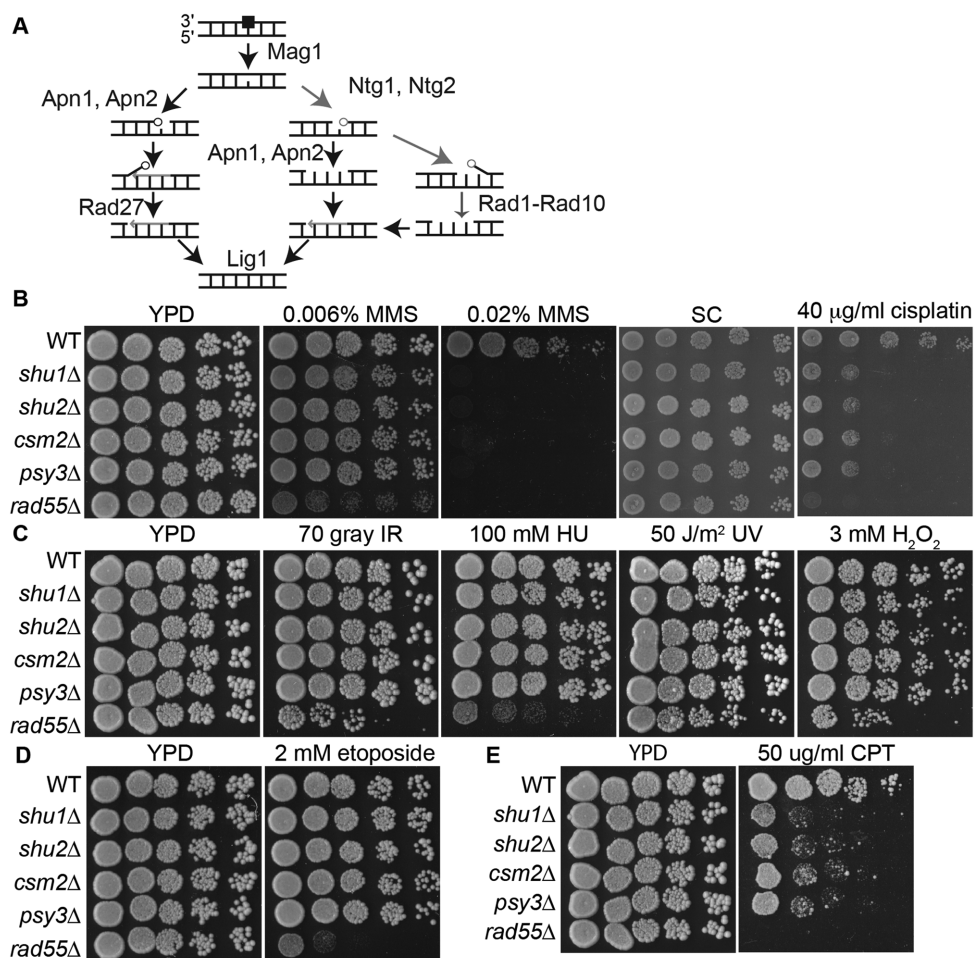 A
3'
5'
Mag1
Ntg1, Ntg2
Apn1, Apn2
Apn1, Apn2
Rad27
Rad1-Rad10
Lig1
B
YPD 0.006% MMS 0.02% MMS SC 40 µg/ml cisplatin
WT
shu1Δ
shu2Δ
csm2Δ
psy3Δ
rad55Δ
C
YPD 70 gray IR 100 mM HU 50 J/m² UV 3 mM H₂O₂
WT
shu1Δ
shu2Δ
csm2Δ
psy3Δ
rad55Δ
D
YPD 2 mM etoposide
WT
shu1Δ
shu2Δ
csm2Δ
psy3Δ
rad55Δ
E
YPD 50 ug/ml CPT
WT
shu1Δ
shu2Δ
csm2Δ
psy3Δ
rad55Δ